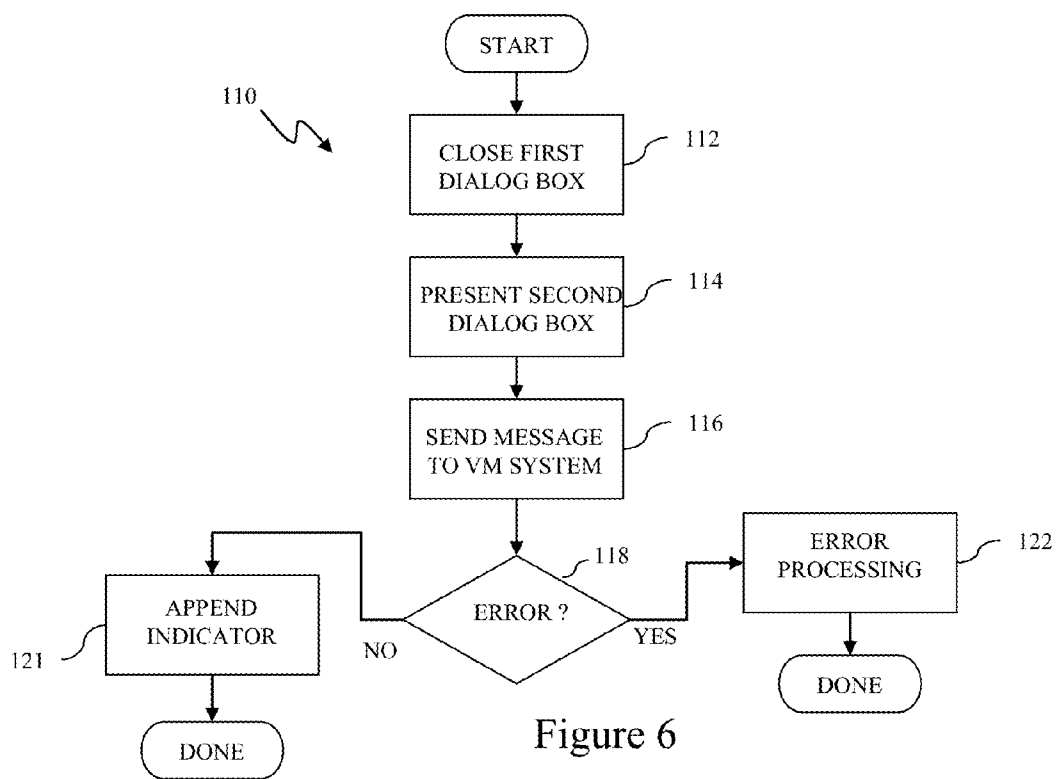 START
110
CLOSE FIRST
DIALOG BOX
112
PRESENT SECOND
DIALOG BOX
114
SEND MESSAGE
TO VM SYSTEM
116
ERROR ?
118
NO
YES
APPEND
INDICATOR
121
DONE
ERROR
PROCESSING
122
DONE
Figure 6